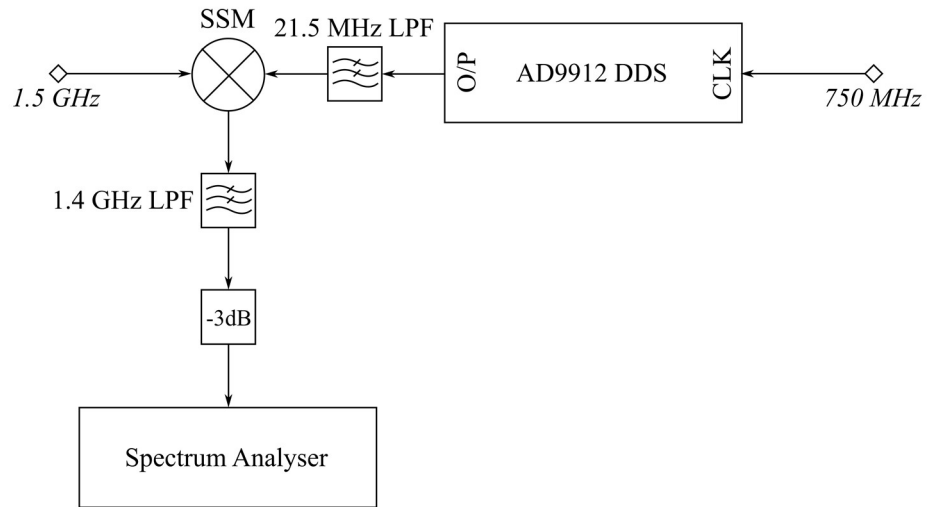 SSM
21.5 MHz LPF
1.5 GHz
O/P
AD9912 DDS
CLK
750 MHz
1.4 GHz LPF
-3dB
Spectrum Analyser